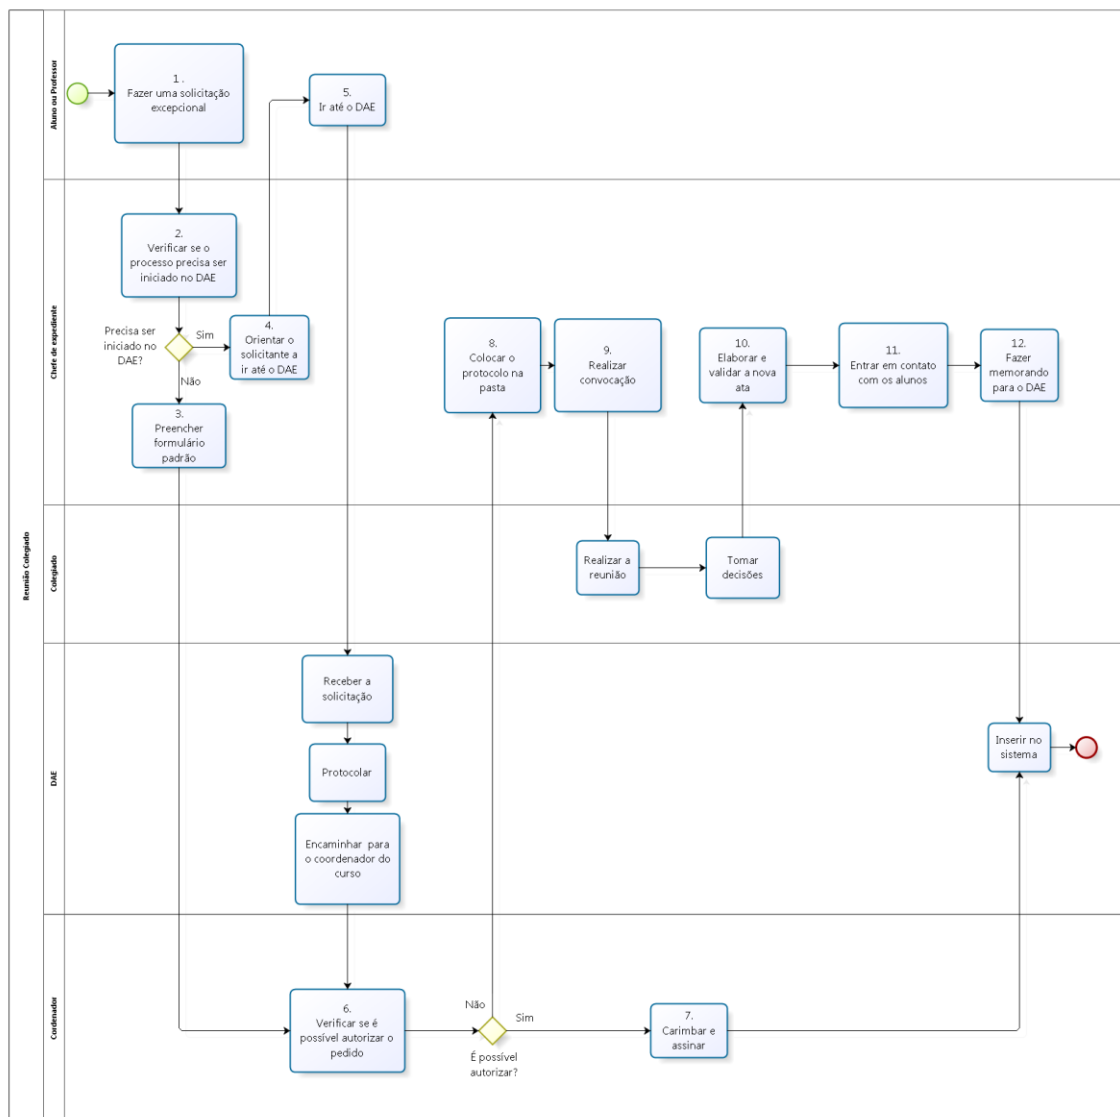 Reunião Colegiado
Aluno ou Professor
1 .
Fazer uma solicitação
excepcional
5.
Ir até o DAE
Chefe de expediente
2.
Verificar se o
processo precisa ser
iniciado no DAE
Precisa ser
iniciado no
DAE?
Sim
Não
4.
Orientar o
solicitante a
ir até o DAE
3.
Preencher
formulário
padrão
8.
Colocar o
protocolo na
pasta
9.
Realizar
convocação
10.
Elaborar e
validar a nova
ata
11.
Entrar em contato
com os alunos
12.
Fazer
memorando
para o DAE
Colegiado
Realizar a
reunião
Tomar
decisões
DAE
Receber a
solicitação
Protocolar
Encaminhar para
o coordenador do
curso
Inserir no
sistema
Cordenador
6.
Verificar se é
possível autorizar o
pedido
Não
Sim
É possível
autorizar?
7.
Carimbar e
assinar